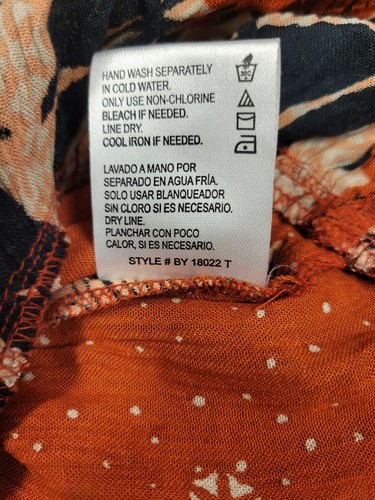 HAND WASH SEPARATELY
IN COLD WATER.
ONLY USE NON-CHLORINE
BLEACH IF NEEDED.
LINE DRY.
COOL IRON IF NEEDED.
LAVADO A MANO POR
SEPARADO EN AGUA FRÍA.
SOLO USAR BLANQUEADOR
SIN CLORO SI ES NECESARIO.
DRY LINE.
PLANCHAR CON POCO
CALOR, SI ES NECESARIO.
STYLE # BY 18022 T